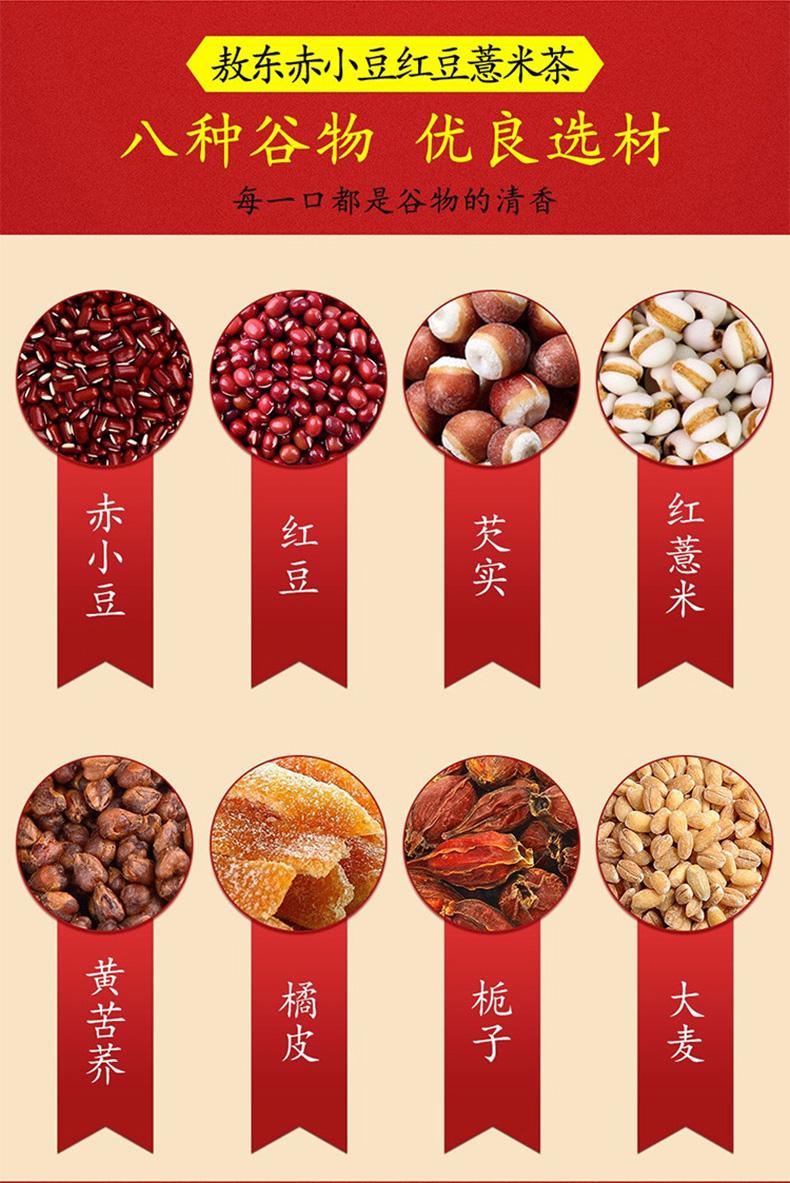 敖东赤小豆红豆薏米茶
八种谷物 优良选材
每一口都是谷物的清香
赤小豆
红豆
芡实
红薏米
黄苦荞
橘皮
栀子
大麦